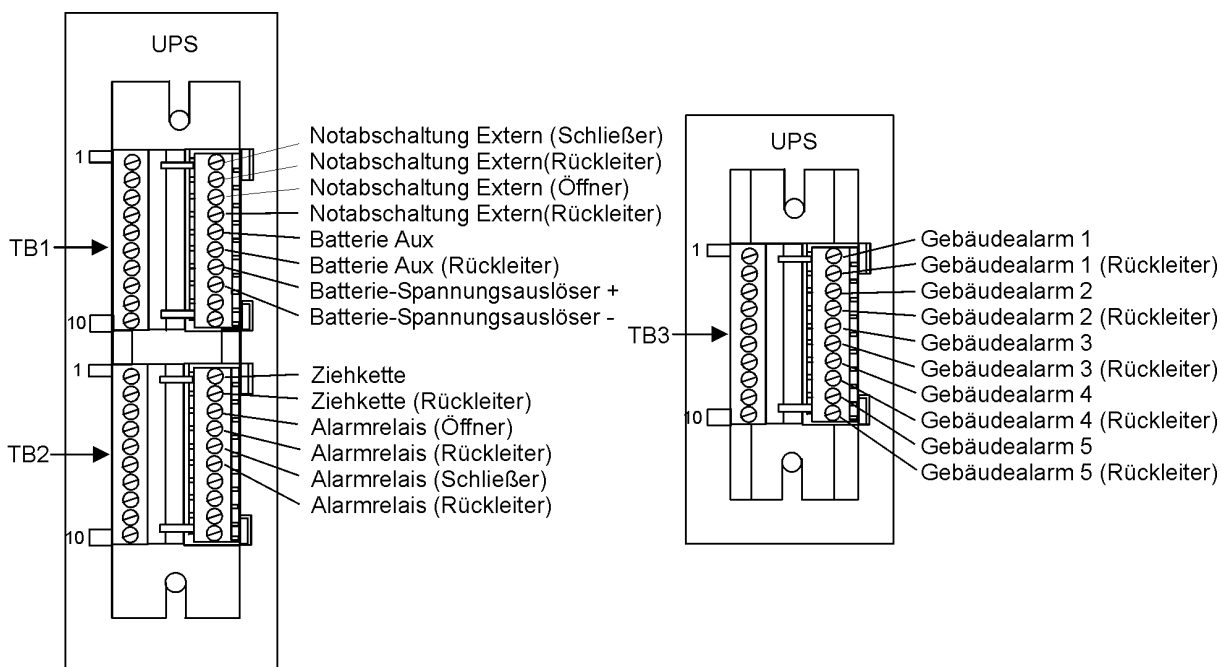 UPS
1
TB1
10
Notabschaltung Extern (Schließer)
Notabschaltung Extern(Rückleiter)
Notabschaltung Extern (Öffner)
Notabschaltung Extern(Rückleiter)
Batterie Aux
Batterie Aux (Rückleiter)
Batterie-Spannungsauslöser +
Batterie-Spannungsauslöser -
1
TB2
10
Ziehkette
Ziehkette (Rückleiter)
Alarmrelais (Öffner)
Alarmrelais (Rückleiter)
Alarmrelais (Schließer)
Alarmrelais (Rückleiter)
UPS
1
TB3
10
Gebäudealarm 1
Gebäudealarm 1 (Rückleiter)
Gebäudealarm 2
Gebäudealarm 2 (Rückleiter)
Gebäudealarm 3
Gebäudealarm 3 (Rückleiter)
Gebäudealarm 4
Gebäudealarm 4 (Rückleiter)
Gebäudealarm 5
Gebäudealarm 5 (Rückleiter)